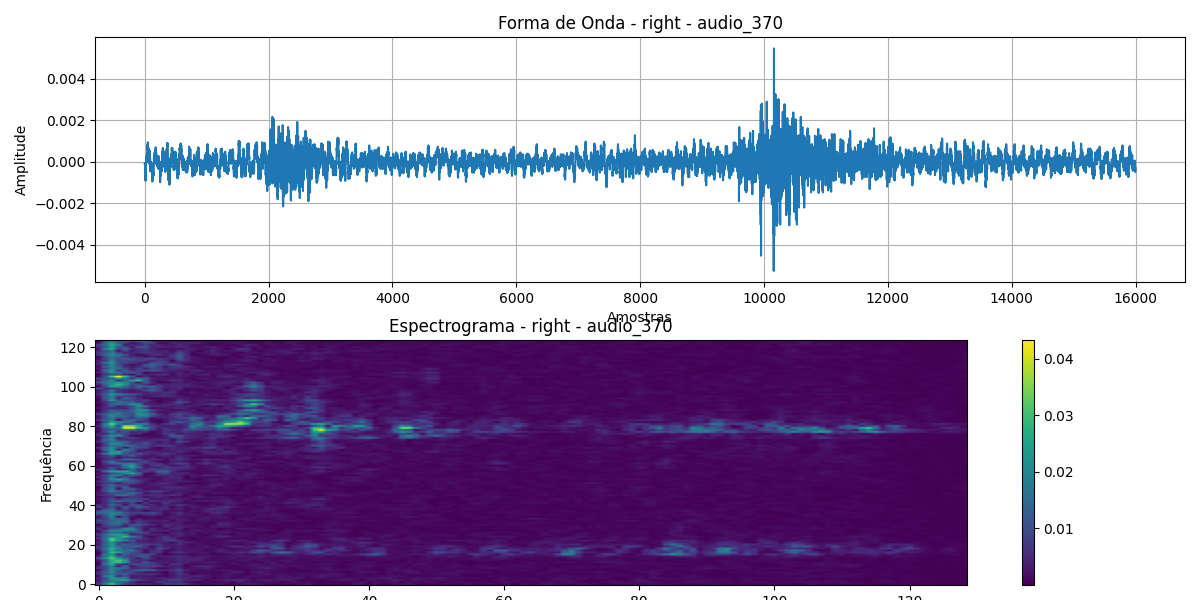 Forma de Onda - right - audio_370
Amplitude
0.004
0.002
0.000
−0.002
−0.004
0 2000 4000 6000 8000 10000 12000 14000 16000
Amostras
Espectrograma - right - audio_370
Frequência
120
100
80
60
40
20
0
0 20 40 60 80 100 120
0.04
0.03
0.02
0.01